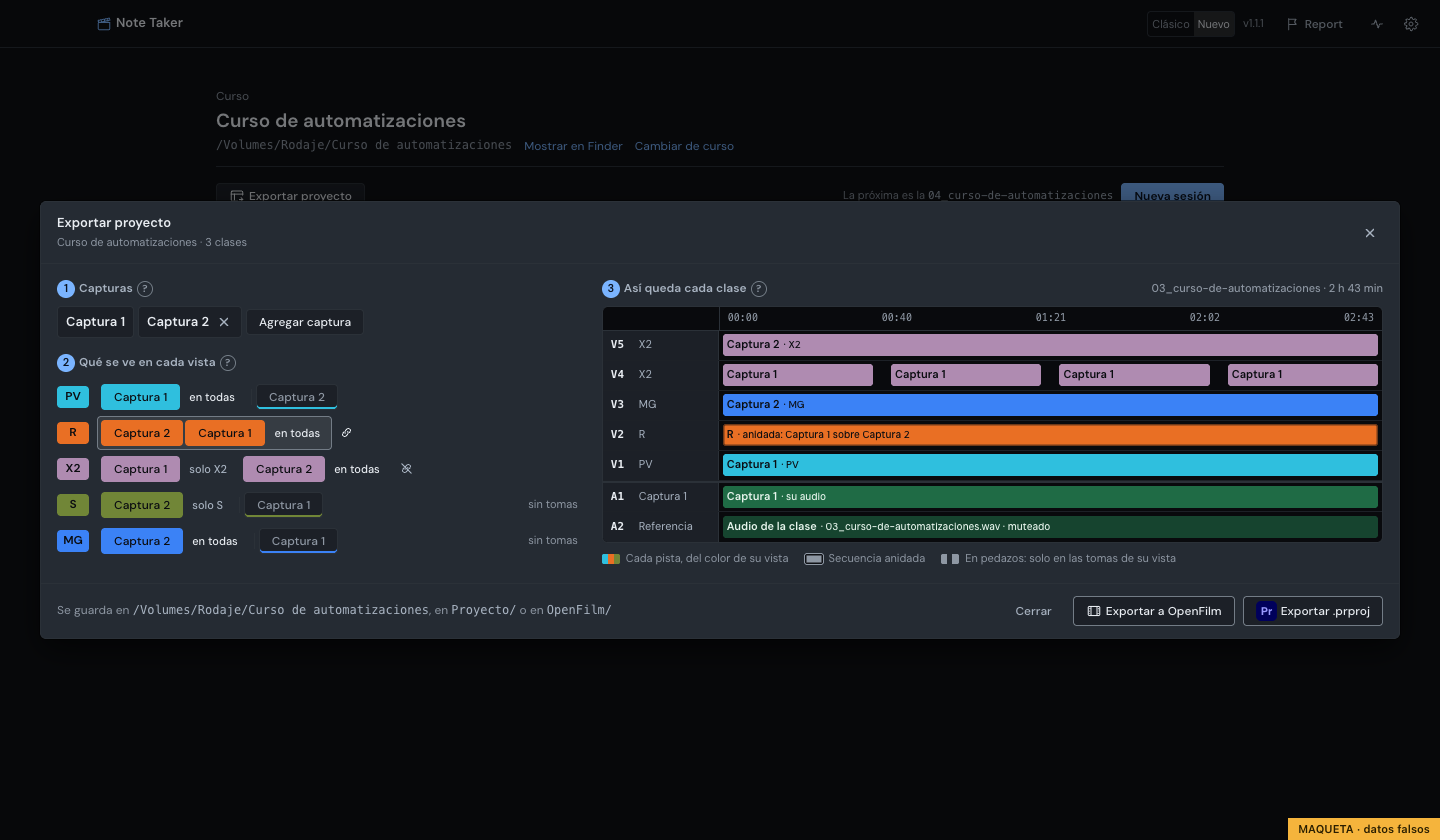 Note Taker
Clásico Nuevo v1.1.1 Report
Curso
Curso de automatizaciones
/Volumes/Rodaje/Curso de automatizaciones Mostrar en Finder Cambiar de curso
Exportar proyecto La próxima es la 04_curso-de-automatizaciones Nueva sesión
Exportar proyecto
Curso de automatizaciones · 3 clases
1 Capturas ?
Captura 1 Captura 2 Agregar captura
2 Qué se ve en cada vista ?
PV Captura 1 en todas Captura 2
R Captura 2 Captura 1 en todas
X2 Captura 1 solo X2 Captura 2 en todas
S Captura 2 solo S Captura 1 sin tomas
MG Captura 2 en todas Captura 1 sin tomas
3 Así queda cada clase ? 03_curso-de-automatizaciones · 2 h 43 min
00:00 00:40 01:21 02:02 02:43
V5 X2 Captura 2 · X2
V4 X2 Captura 1 Captura 1 Captura 1 Captura 1
V3 MG Captura 2 · MG
V2 R R · anidada: Captura 1 sobre Captura 2
V1 PV Captura 1 · PV
A1 Captura 1 Captura 1 · su audio
A2 Referencia Audio de la clase · 03_curso-de-automatizaciones.wav · muteado
Cada pista, del color de su vista Secuencia anidada En pedazos: solo en las tomas de su vista
Se guarda en /Volumes/Rodaje/Curso de automatizaciones, en Proyecto/ o en OpenFilm/
Cerrar Exportar a OpenFilm Pr Exportar .prproj
MAQUETA · datos falsos